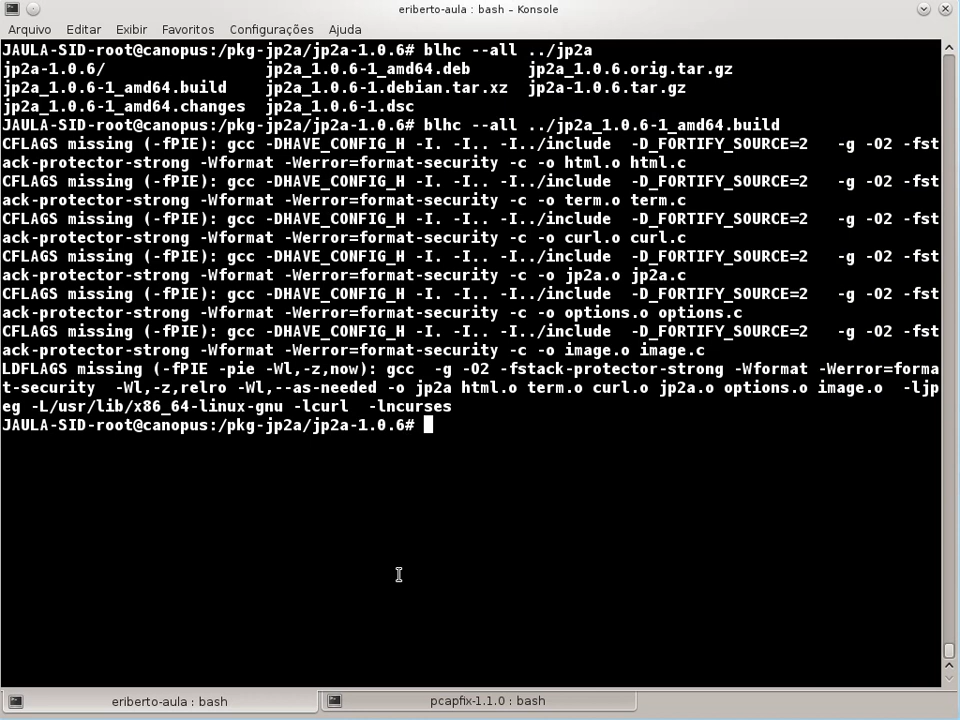 eriberto-aula : bash – Konsole
Arquivo Editar Exibir Favoritos Configurações Ajuda
JAULA-SID-root@canopus:/pkg-jp2a/jp2a-1.0.6# blhc --all ../jp2a
jp2a-1.0.6/ jp2a_1.0.6-1_amd64.deb jp2a_1.0.6.orig.tar.gz
jp2a_1.0.6-1_amd64.build jp2a_1.0.6-1.debian.tar.xz jp2a-1.0.6.tar.gz
jp2a_1.0.6-1_amd64.changes jp2a_1.0.6-1.dsc
JAULA-SID-root@canopus:/pkg-jp2a/jp2a-1.0.6# blhc --all ../jp2a_1.0.6-1_amd64.build
CFLAGS missing (-fPIE): gcc -DHAVE_CONFIG_H -I. -I.. -I../include -D_FORTIFY_SOURCE=2 -g -O2 -fst
ack-protector-strong -Wformat -Werror=format-security -c -o html.o html.c
CFLAGS missing (-fPIE): gcc -DHAVE_CONFIG_H -I. -I.. -I../include -D_FORTIFY_SOURCE=2 -g -O2 -fst
ack-protector-strong -Wformat -Werror=format-security -c -o term.o term.c
CFLAGS missing (-fPIE): gcc -DHAVE_CONFIG_H -I. -I.. -I../include -D_FORTIFY_SOURCE=2 -g -O2 -fst
ack-protector-strong -Wformat -Werror=format-security -c -o curl.o curl.c
CFLAGS missing (-fPIE): gcc -DHAVE_CONFIG_H -I. -I.. -I../include -D_FORTIFY_SOURCE=2 -g -O2 -fst
ack-protector-strong -Wformat -Werror=format-security -c -o jp2a.o jp2a.c
CFLAGS missing (-fPIE): gcc -DHAVE_CONFIG_H -I. -I.. -I../include -D_FORTIFY_SOURCE=2 -g -O2 -fst
ack-protector-strong -Wformat -Werror=format-security -c -o options.o options.c
CFLAGS missing (-fPIE): gcc -DHAVE_CONFIG_H -I. -I.. -I../include -D_FORTIFY_SOURCE=2 -g -O2 -fst
ack-protector-strong -Wformat -Werror=format-security -c -o image.o image.c
LDFLAGS missing (-fPIE -pie -Wl,-z,now): gcc -g -O2 -fstack-protector-strong -Wformat -Werror=forma
t-security -Wl,-z,relro -Wl,--as-needed -o jp2a html.o term.o curl.o jp2a.o options.o image.o -ljp
eg -L/usr/lib/x86_64-linux-gnu -lcurl -lncurses
JAULA-SID-root@canopus:/pkg-jp2a/jp2a-1.0.6#
eriberto-aula : bash
pcapfix-1.1.0 : bash